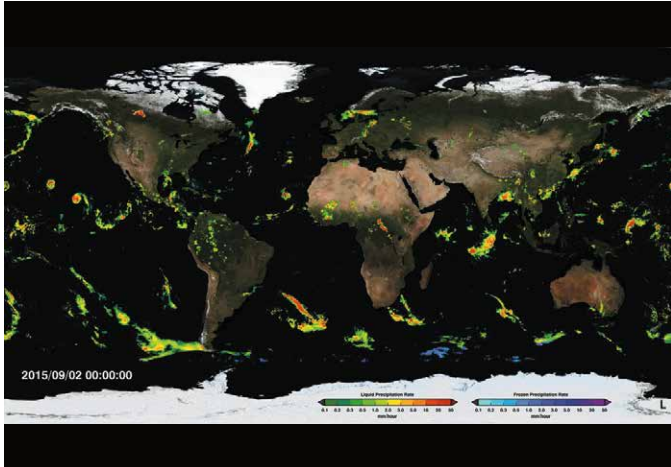 2015/09/02 00:00:00
Liquid Precipitation Rate
mm/hour
Frozen Precipitation Rate
mm/hour
L